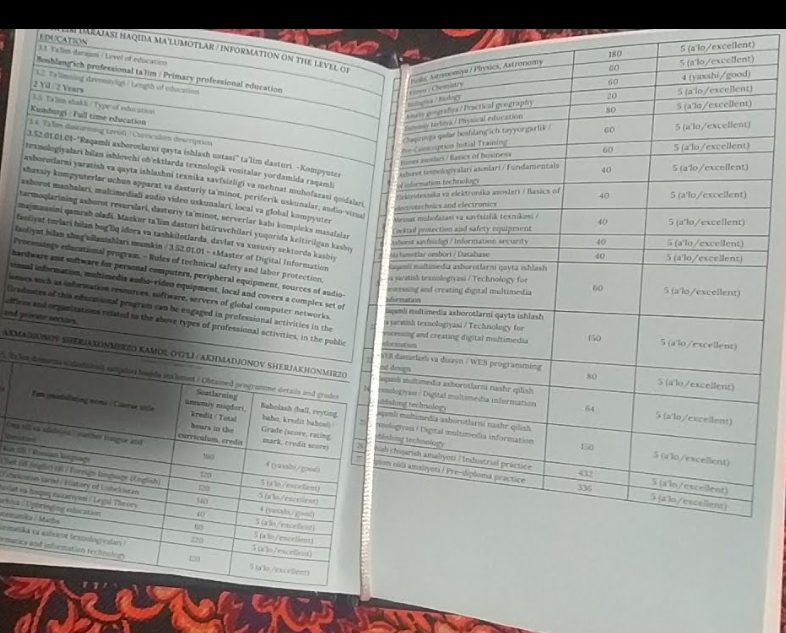 DARAJASI HAQIDA MA'LUMOTLAR / INFORMATION ON THE LEVEL OF
EDUCATION
3.1. Ta'lim darajasi / Level of education
Boshlang'ich professional ta'lim / Primary professional education
3.2. Ta'limning davomiyligi / Length of education
2 Yil / 2 Years
3.3. Ta'lim shakli / Type of education
Kunduzgi / Full time education
3.4. Ta'lim dasturining tavsifi / Curriculum description
3.52.01.01-"Raqamli axborotlarni qayta ishlash ustasi" ta'lim dasturi. -Kompyuter
texnologiyalari bilan ishlovchi ob'ektlarda texnologik vositalar yordamida raqamli
axborotlarni yaratish va qayta ishlashni texnika xavfsizligi va mehnat muhofazasi qoidalari,
shaxsiy kompyuterlar uchun apparat va dasturiy ta'minot, periferik uskunalar, audio-vizual
axborot manbalari, multimediali audio video uskunalari, local va global kompyuter
tarmoqlarining axborot resurslari, dasturiy ta'minot, serverlar kabi kompleks masalalar
majmuasini qamrab oladi. Mazkur ta'lim dasturi bitiruvchilari yuqorida keltirilgan kasbiy
faoliyat turlari bilan bog'liq idora va tashkilotlarda, davlat va xususiy sektorda kasbiy
faoliyat bilan shug'ullanishlari mumkin / 3.52.01.01 - «Master of Digital Information
Processing» educational program. - Rules of technical safety and labor protection,
hardware and software for personal computers, peripheral equipment, sources of audio-
visual information, multimedia audio-video equipment, local and covers a complex set of
issues such as information resources, software, servers of global computer networks.
Graduates of this educational program can be engaged in professional activities in the
offices and organizations related to the above types of professional activities, in the public
and private sectors.
AXMADJONOV SHERJAXONMIRZO KAMOL O'G'LI / AKHMADJONOV SHERJAKHONMIRZO
Obtained programme details and grades
Fan (moduli)ning nomi / Course title
Soatlarning umumiy miqdori, kredit / Total hours in the curriculum, credit
Baholash (ball, reyting, baho, kredit bahosi) / Grade (score, rating, mark, credit score)
Ona tili va adabiyot / mother tongue and
160 4 (yaxshi/good)
Rus tili / Russian language 120 5 (a'lo/excellent)
Chet tili (ingliz) tili / Foreign language (English) 120 5 (a'lo/excellent)
O'zbekiston tarixi / History of Uzbekistan 140 4 (yaxshi/good)
Davlat va huquq nazariyasi / Legal Theory 40 5 (a'lo/excellent)
Tarbiya / Upbringing education 60 5 (a'lo/excellent)
Matematika / Maths 220 5 (a'lo/excellent)
Informatika va axborot texnologiyalari /
Informatics and information technology 120 5 (a'lo/excellent)
Fizika, Astronomiya / Physics, Astronomy 180 5 (a'lo/excellent)
Kimyo / Chemistry 60 5 (a'lo/excellent)
Biologiya / Biology 60 4 (yaxshi/good)
Amaliy geografiya / Practical geography 20 5 (a'lo/excellent)
Jismoniy tarbiya / Physical education 80 5 (a'lo/excellent)
Chaqiruvga qadar boshlang'ich tayyorgarlik /
Pre-Conscription Initial Training 60 5 (a'lo/excellent)
Biznes asoslari / Basics of business 60 5 (a'lo/excellent)
Axborot texnologiyalari asoslari / Fundamentals
of information technology 40 5 (a'lo/excellent)
Elektrotexnika va elektronika asoslari / Basics of
electrotechnics and electronics 40 5 (a'lo/excellent)
Mehnat muhofazasi va xavfsizlik texnikasi /
protection and safety equipment 40 5 (a'lo/excellent)
Axborot xavfsizligi / Information security 40 5 (a'lo/excellent)
Ma'lumotlar ombori / Database 40 5 (a'lo/excellent)
Raqamli multimedia axborotlarni qayta ishlash
va yaratish texnologiyasi / Technology for
processing and creating digital multimedia
information 60 5 (a'lo/excellent)
Raqamli multimedia axborotlarni qayta ishlash
va yaratish texnologiyasi / Technology for
processing and creating digital multimedia
information 150 5 (a'lo/excellent)
WEB dasturlash va dizayn / WEB programming
and design 80 5 (a'lo/excellent)
Raqamli multimedia axborotlarni nashr qilish
texnologiyasi / Digital multimedia information
publishing technology 64 5 (a'lo/excellent)
Raqamli multimedia axborotlarni nashr qilish
texnologiyasi / Digital multimedia information
publishing technology 150 5 (a'lo/excellent)
Ishlab chiqarish amaliyoti / Industrial practice 432 5 (a'lo/excellent)
Diplom oldi amaliyoti / Pre-diploma practice 336 5 (a'lo/excellent)